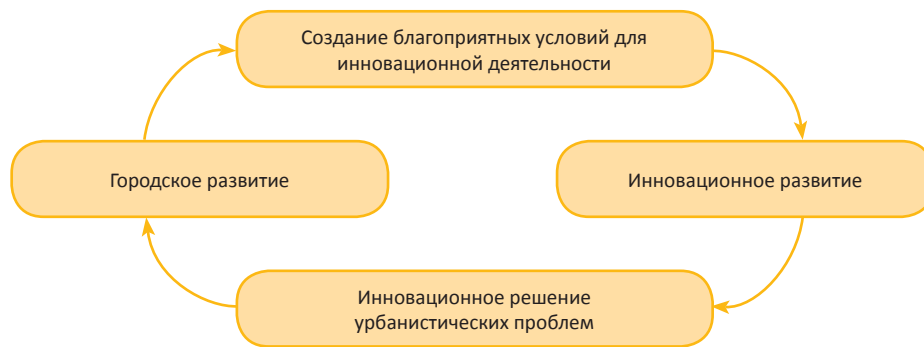 Создание благоприятных условий для
инновационной деятельности
Городское развитие
Инновационное развитие
Инновационное решение
урбанистических проблем